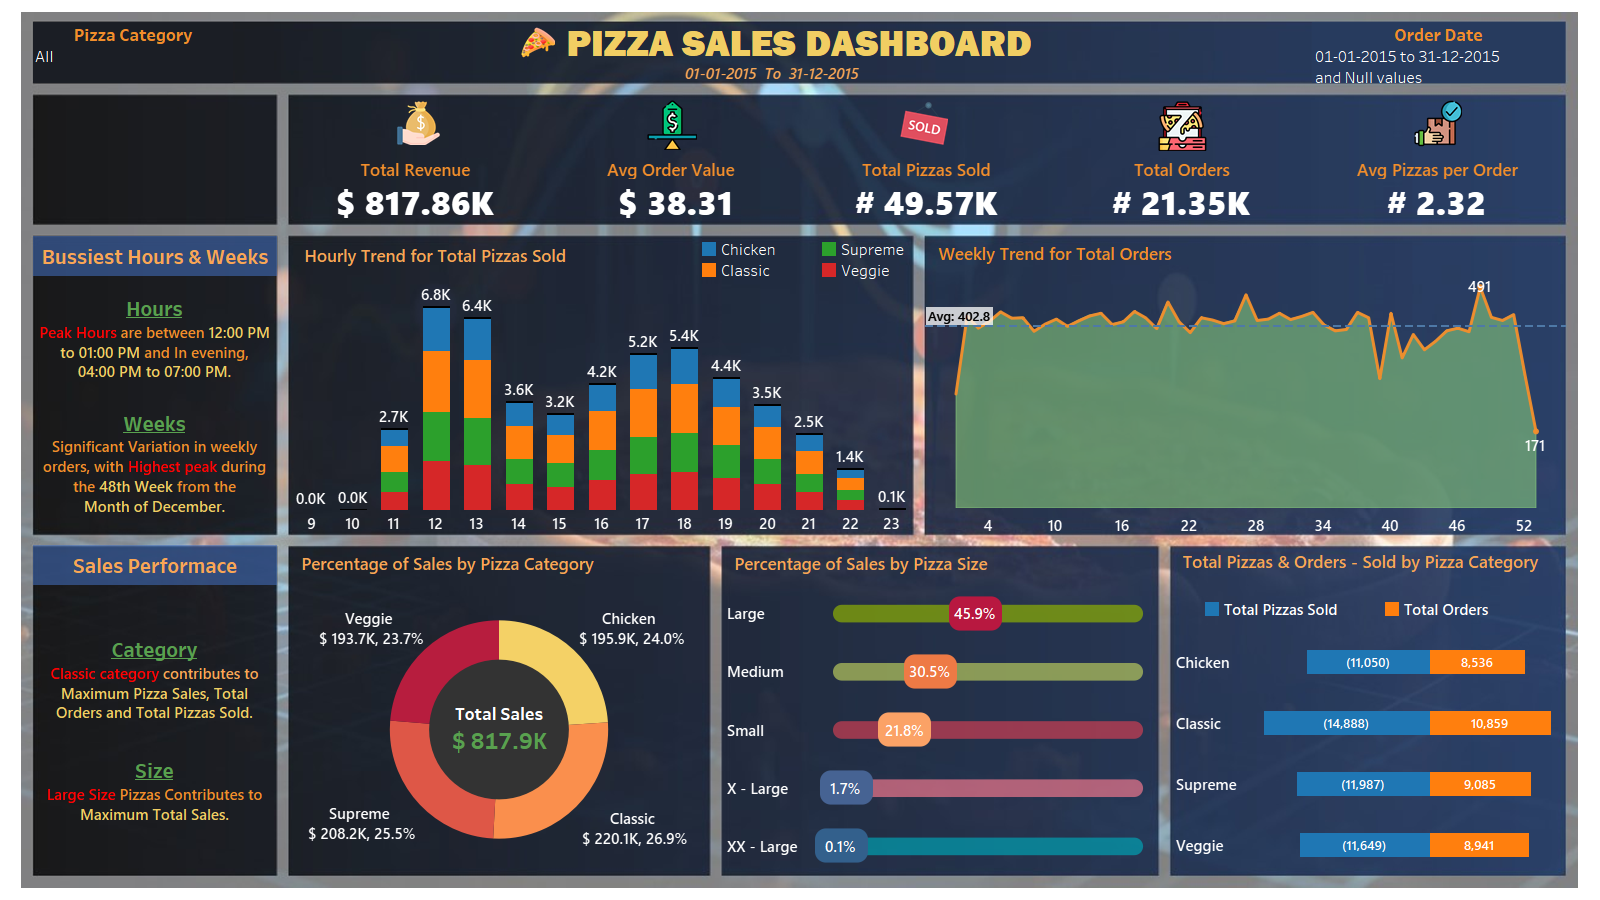 Pizza Category
All
PIZZA SALES DASHBOARD
01-01-2015 To 31-12-2015
Order Date
01-01-2015 to 31-12-2015
and Null values
SOLD
Total Revenue
$ 817.86K
Avg Order Value
$ 38.31
Total Pizzas Sold
# 49.57K
Total Orders
# 21.35K
Avg Pizzas per Order
# 2.32
Bussiest Hours & Weeks
Hours
Peak Hours are between 12:00 PM
to 01:00 PM and In evening,
04:00 PM to 07:00 PM.
Weeks
Significant Variation in weekly
orders, with Highest peak during
the 48th Week from the
Month of December.
Hourly Trend for Total Pizzas Sold
Chicken
Supreme
Classic
Veggie
0.0K
0.0K
2.7K
6.8K
6.4K
3.6K
3.2K
4.2K
5.2K
5.4K
4.4K
3.5K
2.5K
1.4K
0.1K
9 10 11 12 13 14 15 16 17 18 19 20 21 22 23
Weekly Trend for Total Orders
Avg: 402.8
491
171
4 10 16 22 28 34 40 46 52
Sales Performace
Category
Classic category contributes to
Maximum Pizza Sales, Total
Orders and Total Pizzas Sold.
Size
Large Size Pizzas Contributes to
Maximum Total Sales.
Percentage of Sales by Pizza Category
Veggie
$ 193.7K, 23.7%
Chicken
$ 195.9K, 24.0%
Total Sales
$ 817.9K
Supreme
$ 208.2K, 25.5%
Classic
$ 220.1K, 26.9%
Percentage of Sales by Pizza Size
Large 45.9%
Medium 30.5%
Small 21.8%
X - Large 1.7%
XX - Large 0.1%
Total Pizzas & Orders - Sold by Pizza Category
Total Pizzas Sold
Total Orders
Chicken (11,050) 8,536
Classic (14,888) 10,859
Supreme (11,987) 9,085
Veggie (11,649) 8,941